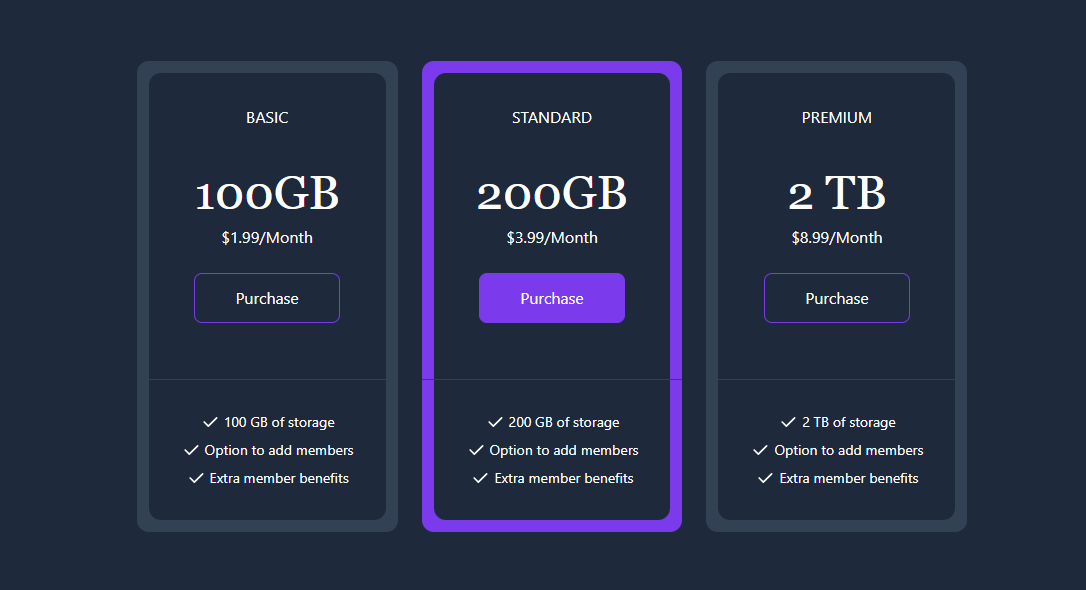 BASIC
100GB
$1.99/Month
Purchase
100 GB of storage
Option to add members
Extra member benefits
STANDARD
200GB
$3.99/Month
Purchase
200 GB of storage
Option to add members
Extra member benefits
PREMIUM
2 TB
$8.99/Month
Purchase
2 TB of storage
Option to add members
Extra member benefits